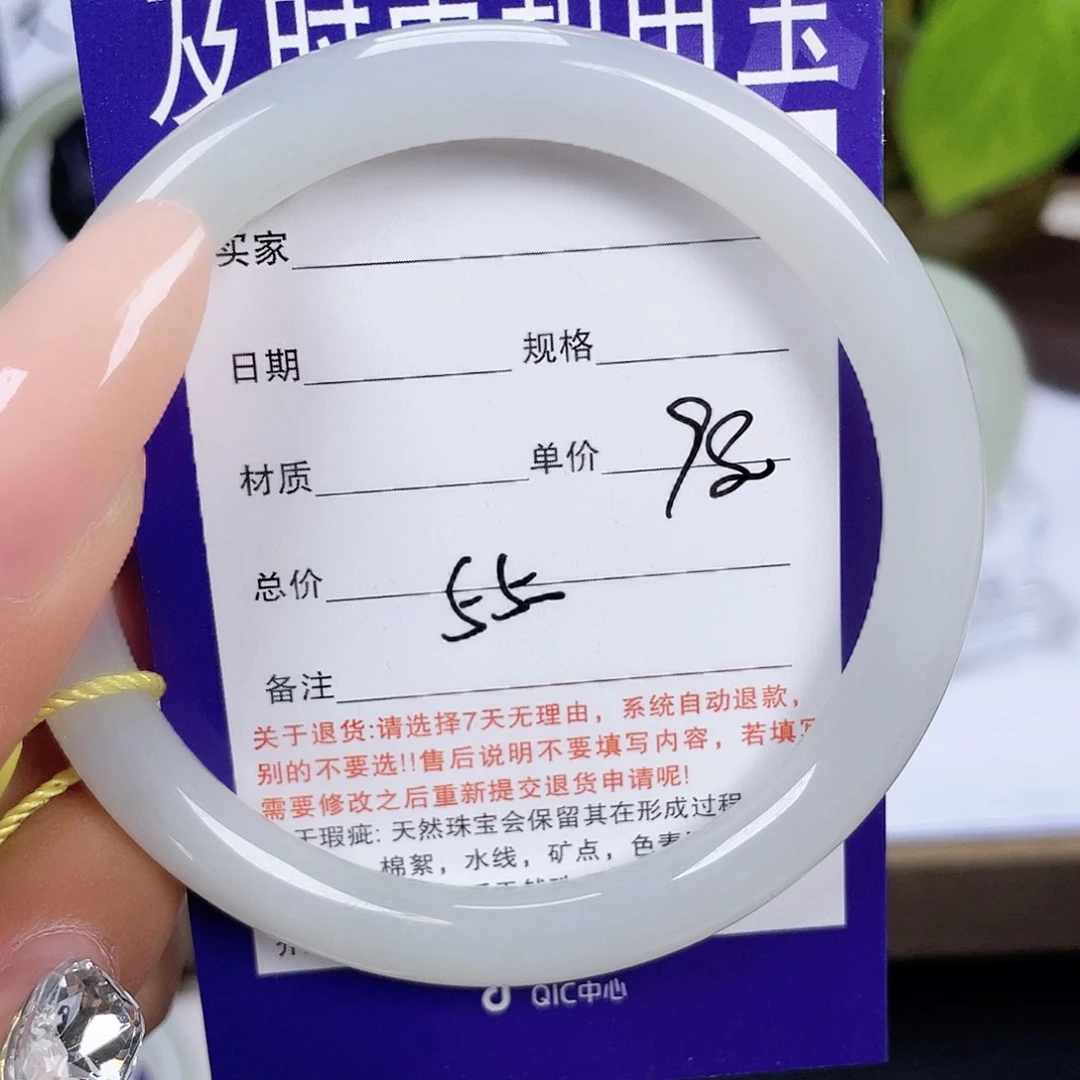 买家
日期 规格
材质 单价 98
总价 55
备注
关于退货:请选择7天无理由，系统自动退款，
别的不要选!!售后说明不要填写内容，若填写
需要修改之后重新提交退货申请呢!
瑕疵: 天然珠宝会保留其在形成过程
棉絮，水线，矿点，色素
QIC中心